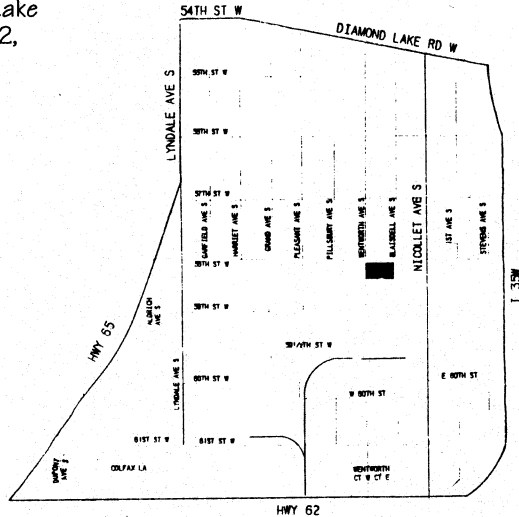 ake
2,
54TH ST W
DIAMOND LAKE RD W
LYNDALE AVE S
55TH ST W
56TH ST W
57TH ST W
GARFIELD AVE S
HARRIET AVE S
GRAND AVE S
PLEASANT AVE S
PILLSBURY AVE S
WENTWORTH AVE S
BLAISDELL AVE S
NICOLLET AVE S
1ST AVE S
STEVENS AVE S
58TH ST W
I 35W
ALDRICH
AVE S
59TH ST W
HWY 65
59 1/2TH ST W
LYNDALE AVE S
60TH ST W
W 60TH ST
E 60TH ST
61ST ST W
61ST ST W
DUPONT
AVE S
COLFAX LA
WENTWORTH
CT W CT E
HWY 62